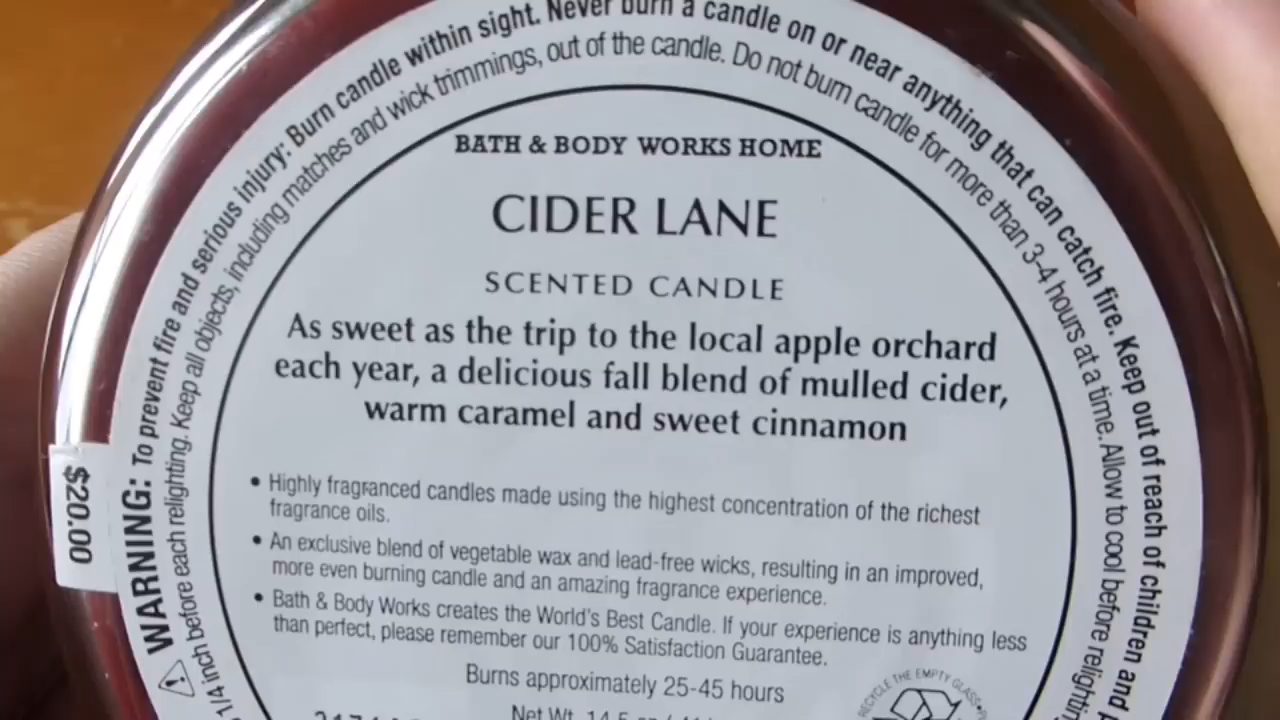 WARNING: To prevent fire and serious injury: Burn candle within sight. Never burn a candle on or near anything that can catch fire. Keep out of reach of children and
1/4 inch before each relighting. Keep all objects, including matches and wick trimmings, out of the candle. Do not burn candle for more than 3-4 hours at a time. Allow to cool before relighting
BATH & BODY WORKS HOME
CIDER LANE
SCENTED CANDLE
As sweet as the trip to the local apple orchard
each year, a delicious fall blend of mulled cider,
warm caramel and sweet cinnamon
• Highly fragranced candles made using the highest concentration of the richest
fragrance oils.
• An exclusive blend of vegetable wax and lead-free wicks, resulting in an improved,
more even burning candle and an amazing fragrance experience.
• Bath & Body Works creates the World's Best Candle. If your experience is anything less
than perfect, please remember our 100% Satisfaction Guarantee.
Burns approximately 25-45 hours
Net Wt. 14.5 oz
RECYCLE THE EMPTY GLASS
$20.00